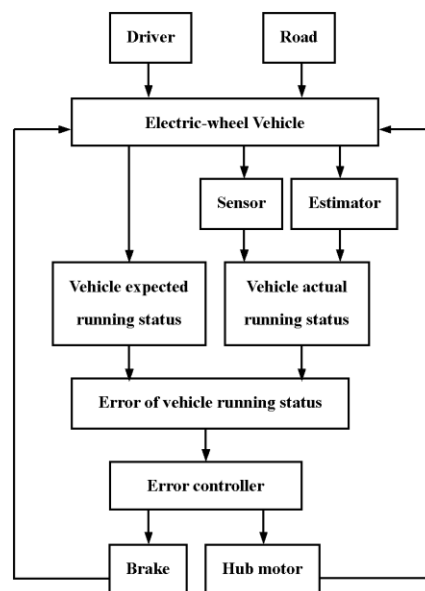 Driver
Road
Electric-wheel Vehicle
Sensor
Estimator
Vehicle expected
running status
Vehicle actual
running status
Error of vehicle running status
Error controller
Brake
Hub motor